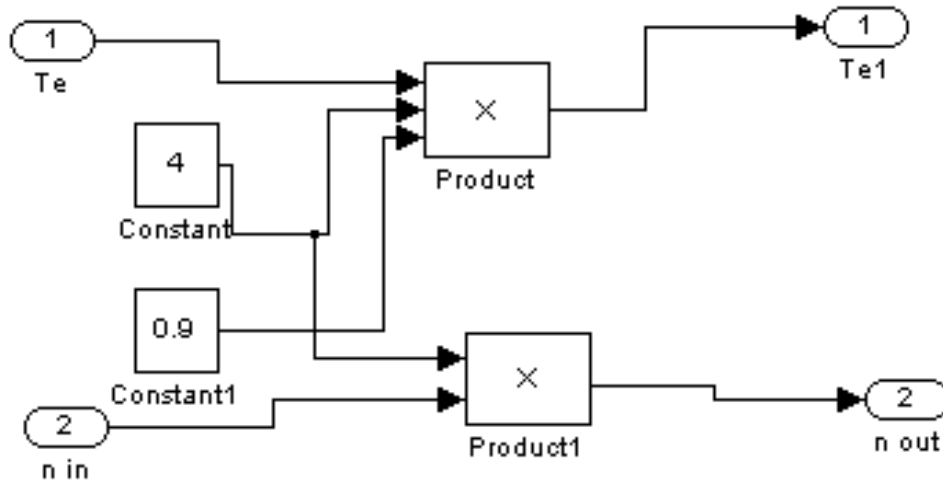 1
Te
1
Te1
×
Product
4
Constant
0.9
Constant1
×
Product1
2
n in
2
n out